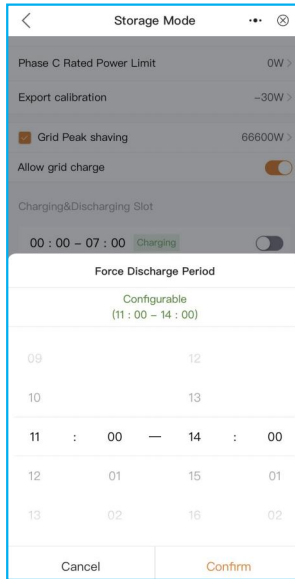 Storage Mode
Phase C Rated Power Limit 0W >
Export calibration -30W >
Grid Peak shaving 66600W >
Allow grid charge
Charging&Discharging Slot
00 : 00 – 07 : 00 Charging
Force Discharge Period
Configurable
(11 : 00 – 14 : 00)
09 12
10 13
11 : 00 — 14 : 00
12 01 15 01
13 02 16 02
Cancel Confirm